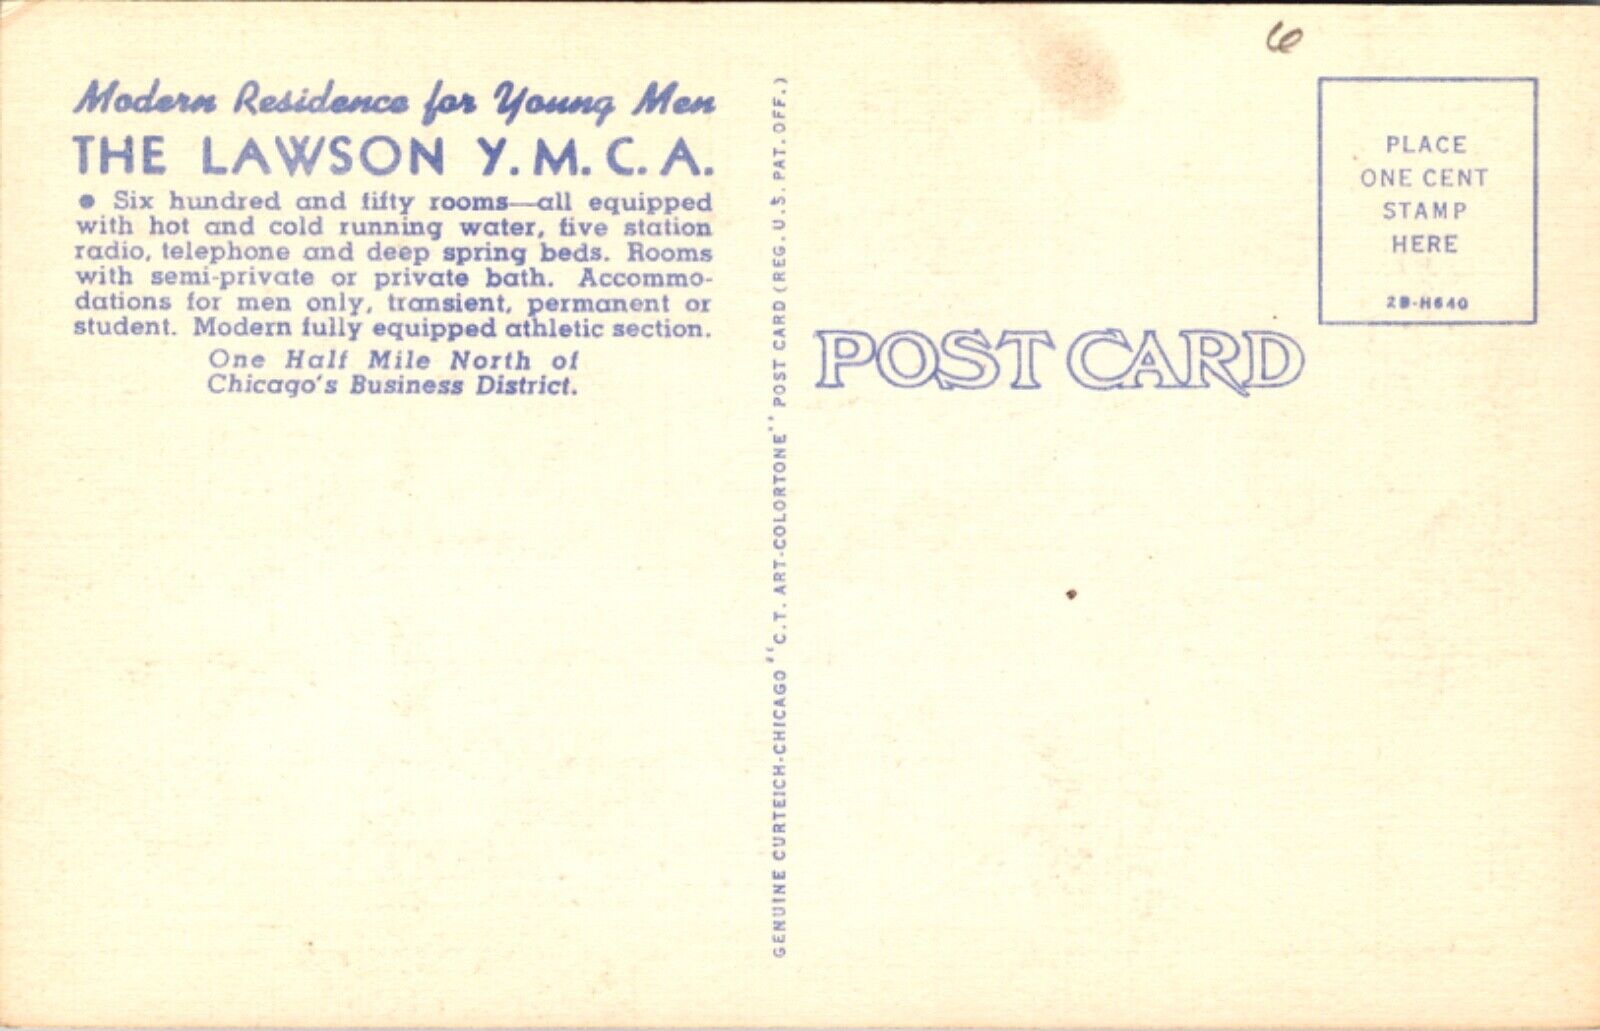 6
Modern Residence for Young Men
THE LAWSON Y.M.C.A.
• Six hundred and fifty rooms—all equipped
with hot and cold running water, five station
radio, telephone and deep spring beds. Rooms
with semi-private or private bath. Accommo-
dations for men only, transient, permanent or
student. Modern fully equipped athletic section.
One Half Mile North of
Chicago's Business District.
GENUINE CURTEICH-CHICAGO "C.T. ART-COLORTONE" POST CARD (REG. U.S. PAT. OFF.)
PLACE
ONE CENT
STAMP
HERE
2B-H640
POST CARD